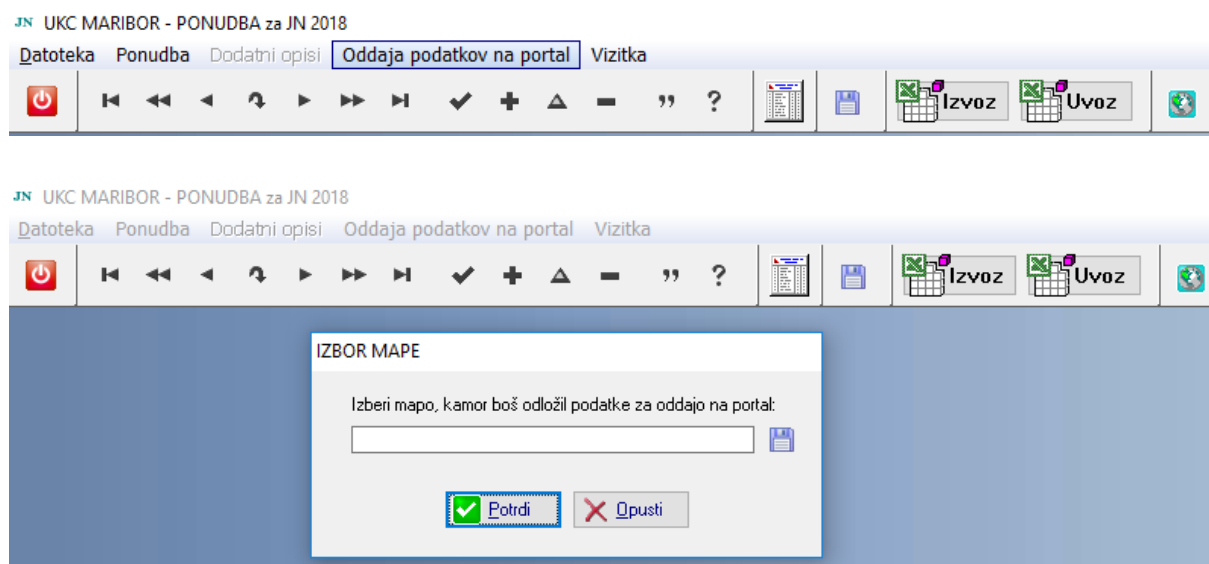 JN UKC MARIBOR - PONUDBA za JN 2018
Datoteka Ponudba Dodatni opisi Oddaja podatkov na portal Vizitka
? Izvoz Uvoz
JN UKC MARIBOR - PONUDBA za JN 2018
Datoteka Ponudba Dodatni opisi Oddaja podatkov na portal Vizitka
? Izvoz Uvoz
IZBOR MAPE
Izberi mapo, kamor boš odložil podatke za oddajo na portal:
Potrdi Opusti